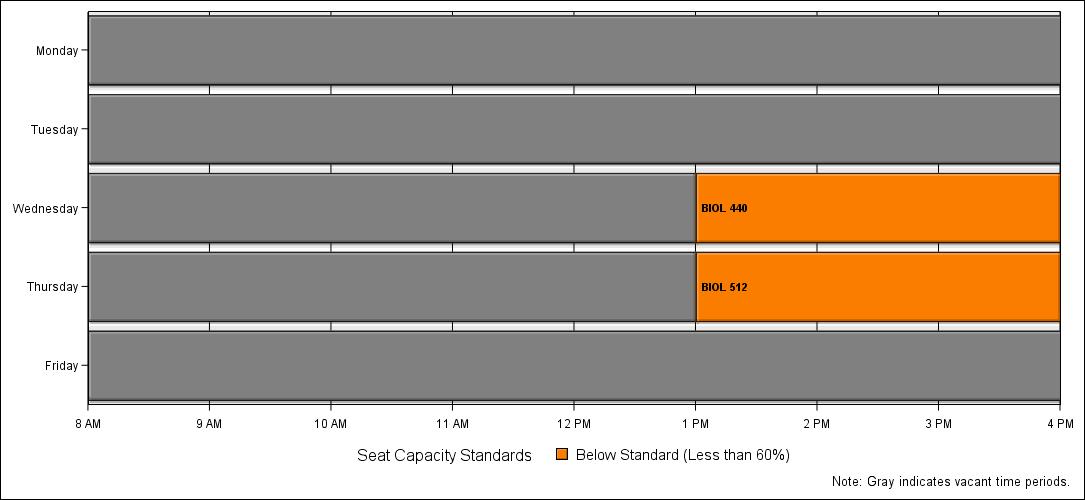 Monday
Tuesday
Wednesday
BIOL 440
Thursday
BIOL 512
Friday
8 AM 9 AM 10 AM 11 AM 12 PM 1 PM 2 PM 3 PM 4 PM
Seat Capacity Standards Below Standard (Less than 60%)
Note: Gray indicates vacant time periods.